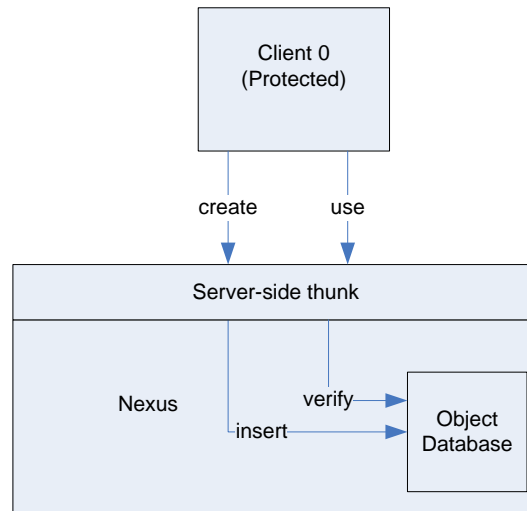 Client 0
(Protected)
create
use
Server-side thunk
Nexus
verify
insert
Object
Database